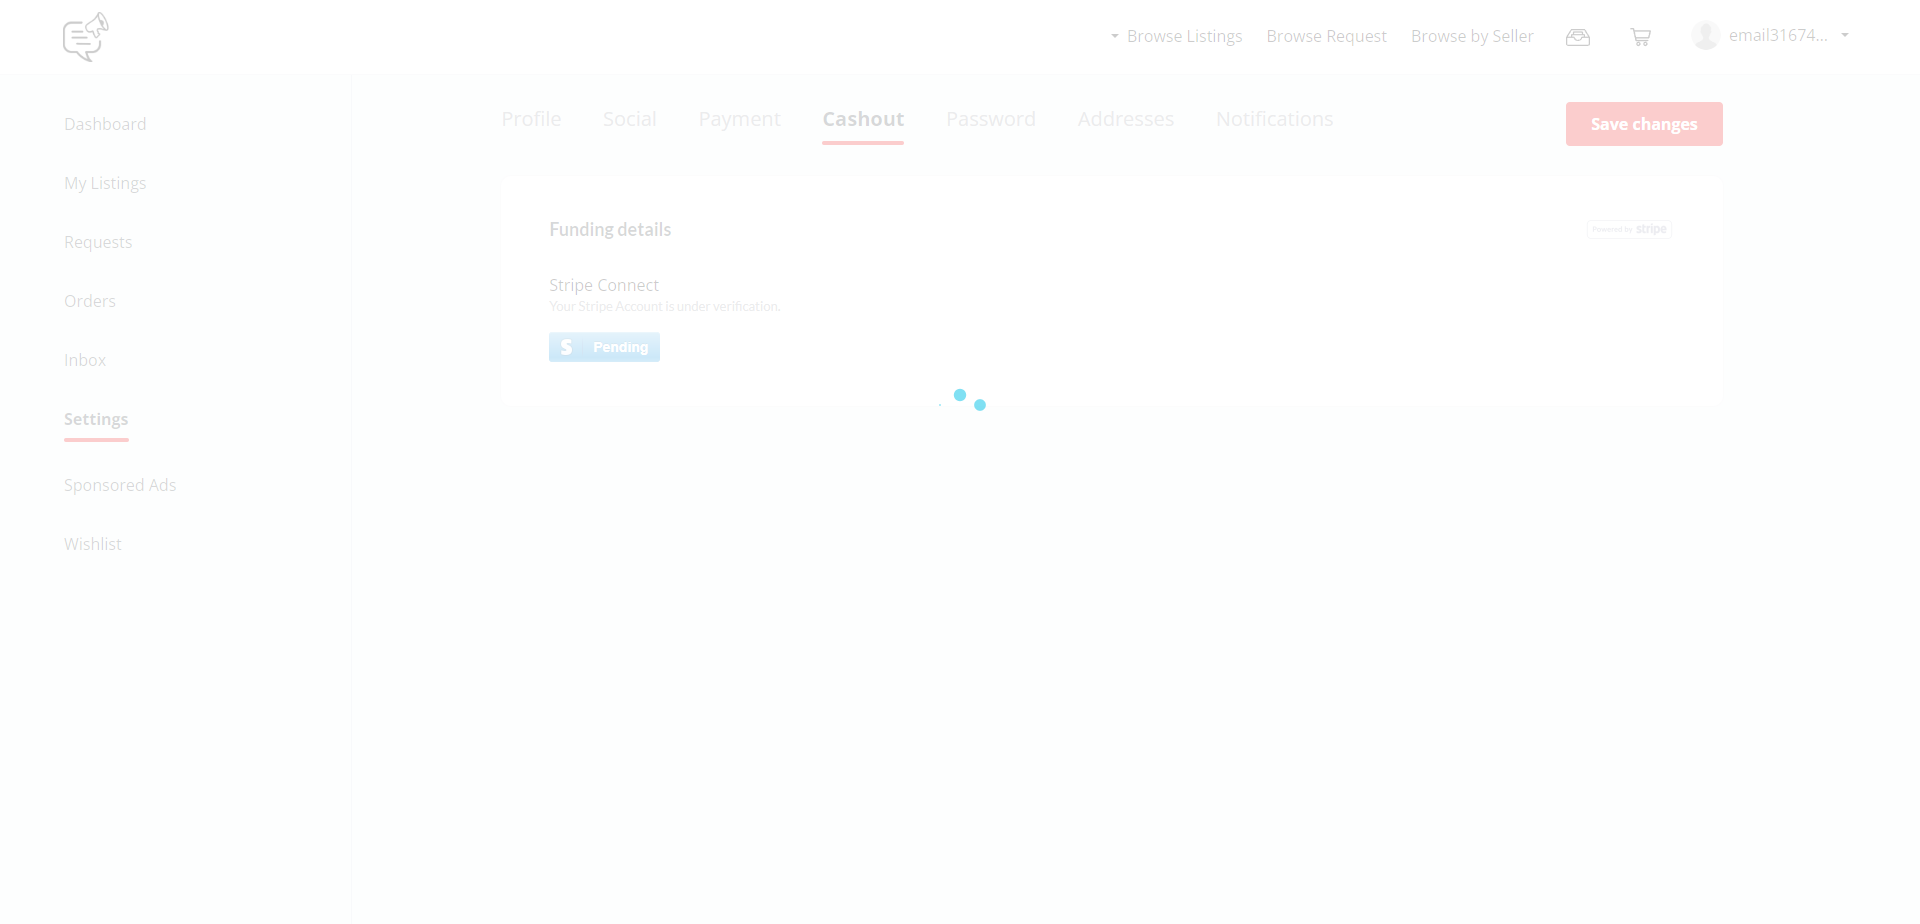 Browse Listings
Browse Request
Browse by Seller
email31674...
Dashboard
My Listings
Requests
Orders
Inbox
Settings
Sponsored Ads
Wishlist
Profile
Social
Payment
Cashout
Password
Addresses
Notifications
Save changes
Funding details
Powered by stripe
Stripe Connect
Your Stripe Account is under verification.
S Pending